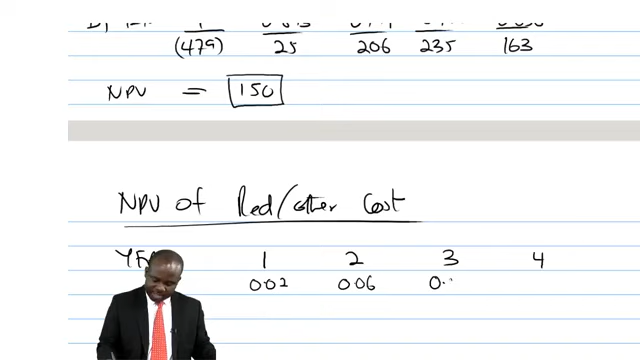 (479) 25 206 235 163
NPV = 150
NPV of Red/other Cost
1 2 3 4
0.02 0.06 0..